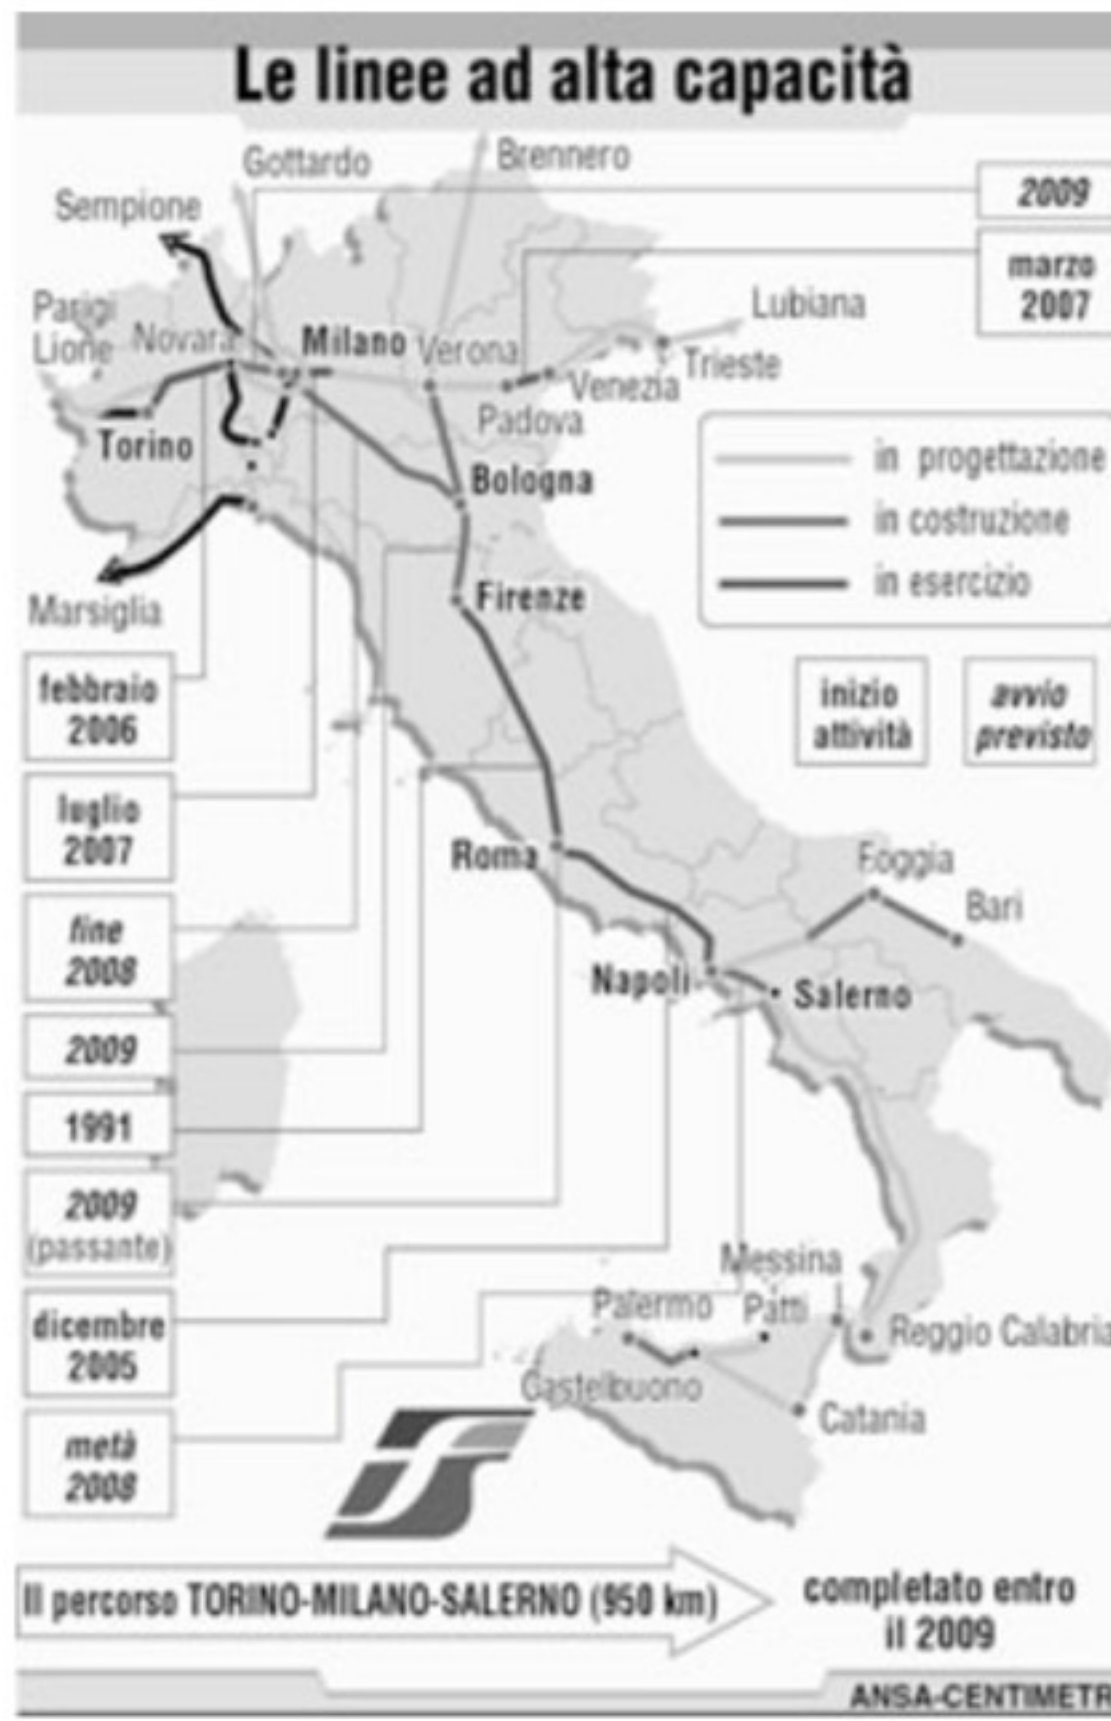 Le linee ad alta capacità
Gottardo
Brennero
Sempione
2009
marzo
2007
Parigi
Lione
Novara
Milano
Verona
Lubiana
Trieste
Venezia
Padova
Torino
Bologna
in progettazione
in costruzione
in esercizio
Firenze
Marsiglia
febbraio
2006
inizio
attività
avvio
previsto
luglio
2007
Roma
Foggia
Bari
fine
2008
Napoli
Salerno
2009
1991
2009
(passante)
Messina
Palermo
Patti
dicembre
2005
Reggio Calabria
Castelbuono
Catania
metà
2008
Il percorso TORINO-MILANO-SALERNO (950 km)
completato entro
il 2009
ANSA-CENTIMETR